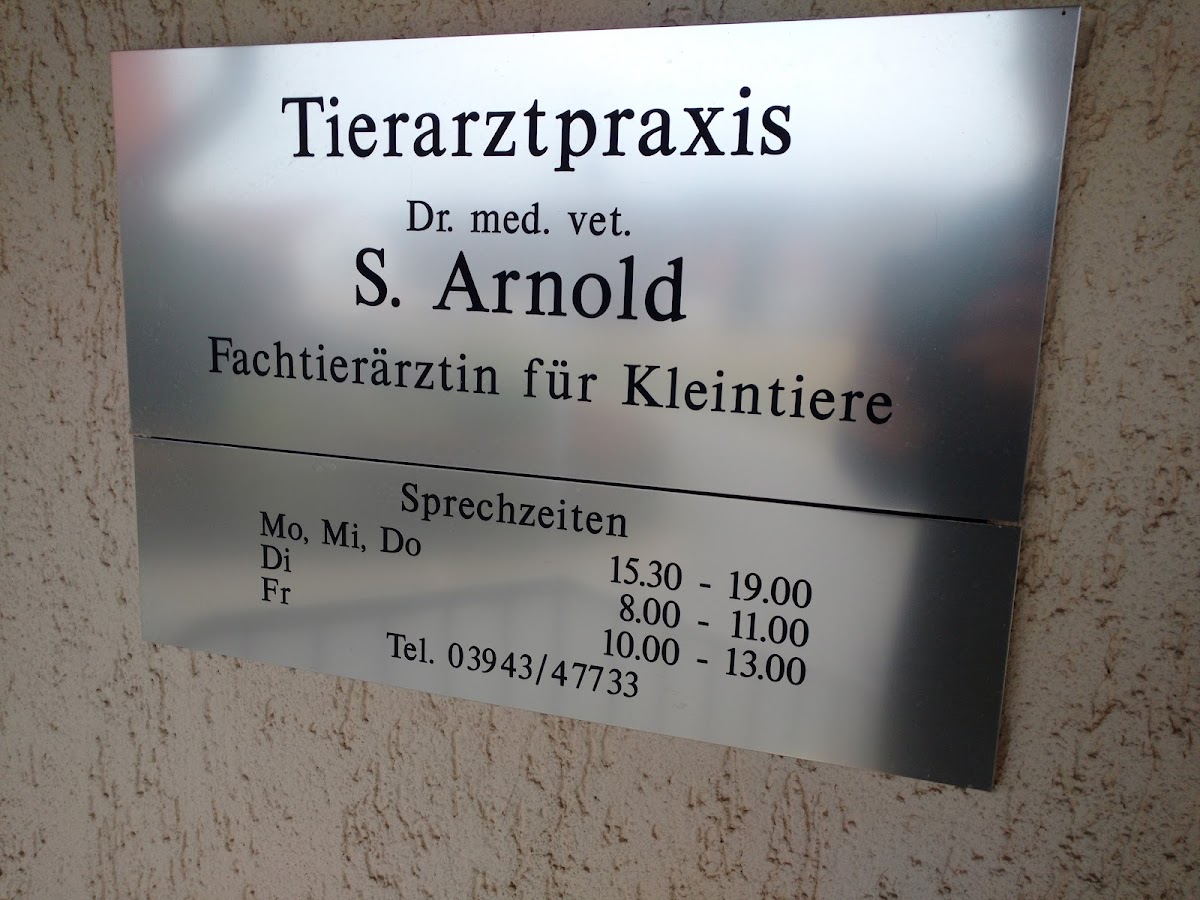 Tierarztpraxis
Dr. med. vet.
S. Arnold
Fachtierärztin für Kleintiere
Sprechzeiten
Mo, Mi, Do 15.30 - 19.00
Di 8.00 - 11.00
Fr 10.00 - 13.00
Tel. 03943/47733